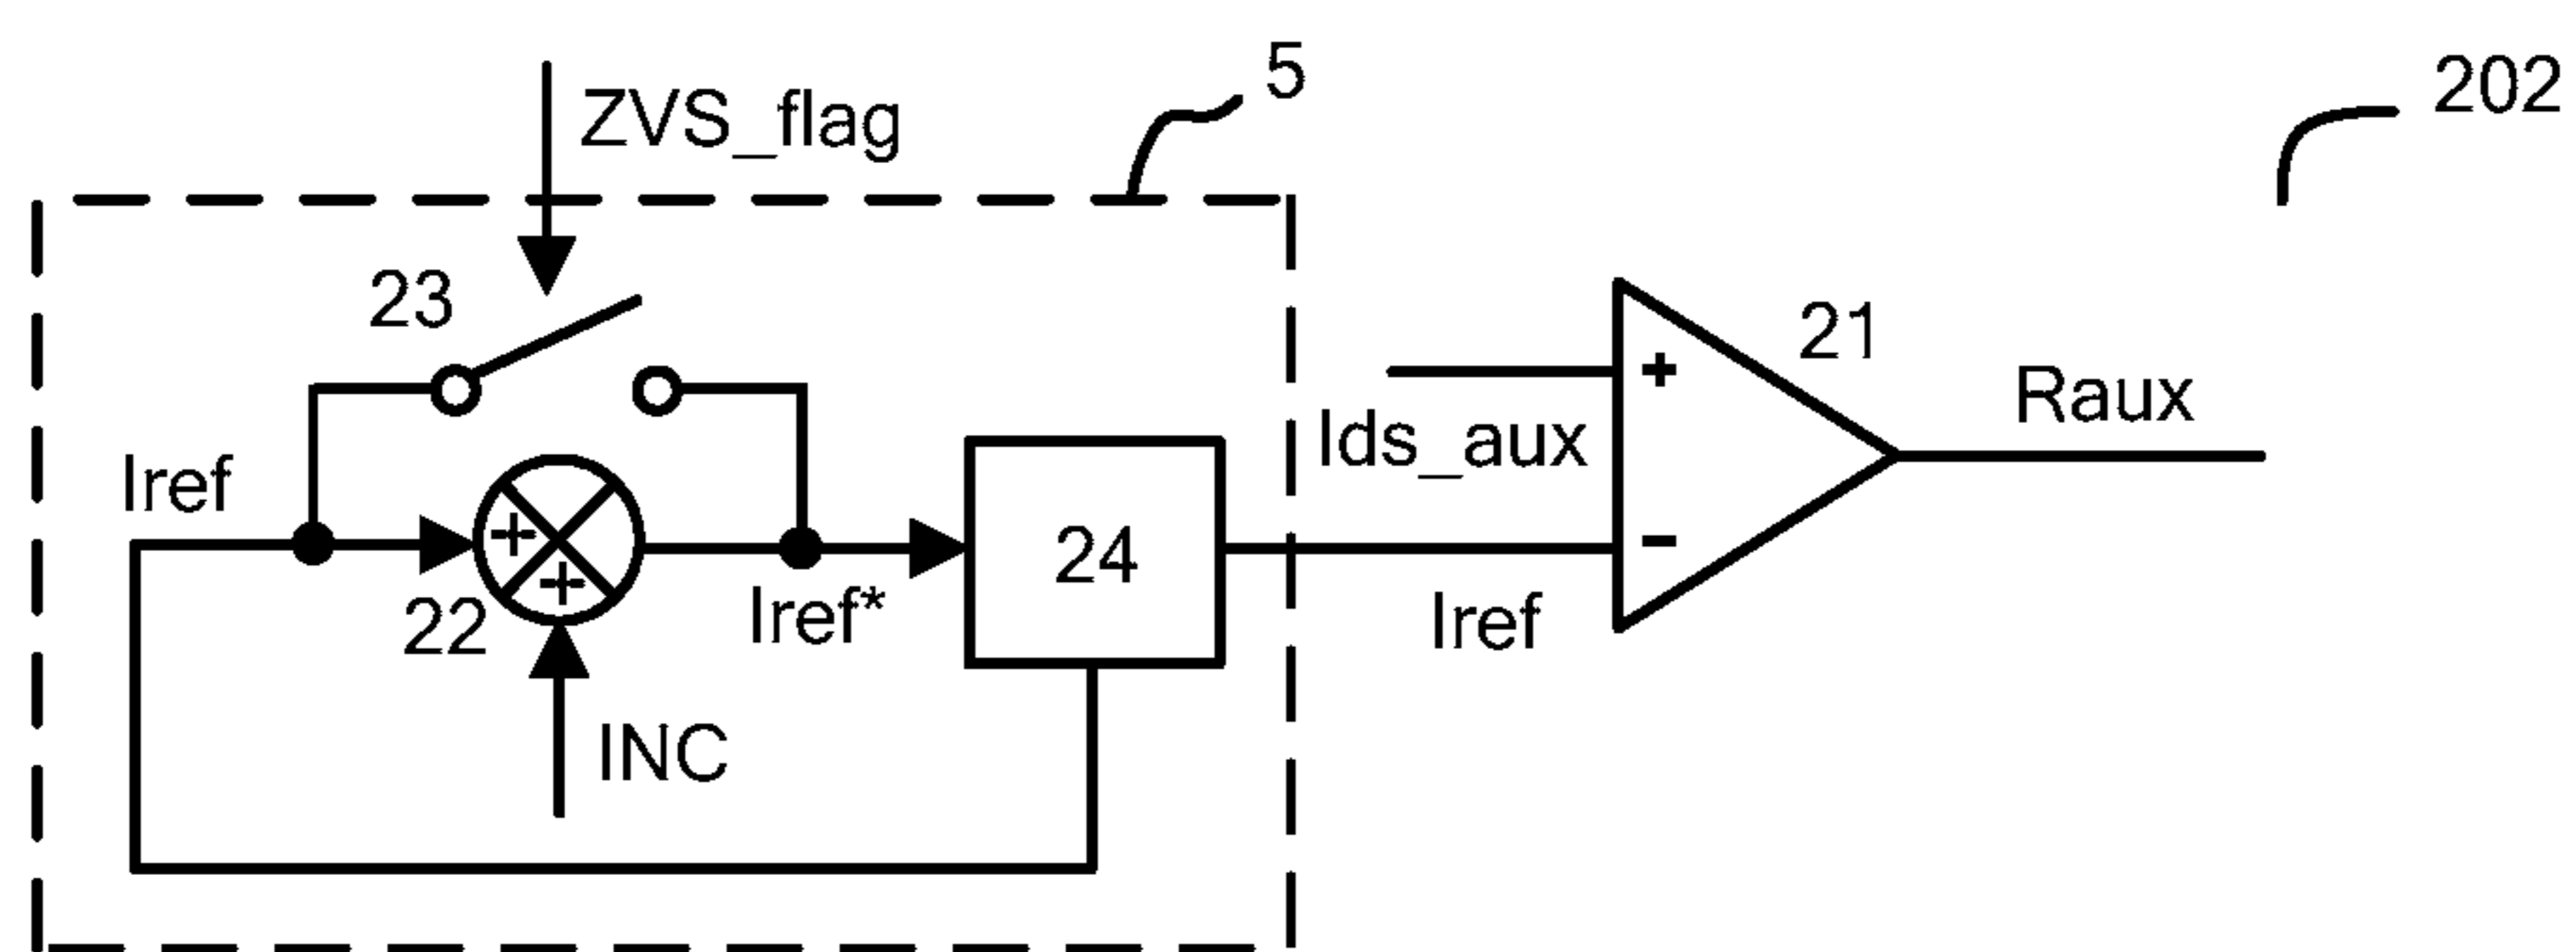 5
202
ZVS_flag
23
21
Raux
Ids_aux
Iref
+
-
+
+
22
Iref*
24
Iref
INC